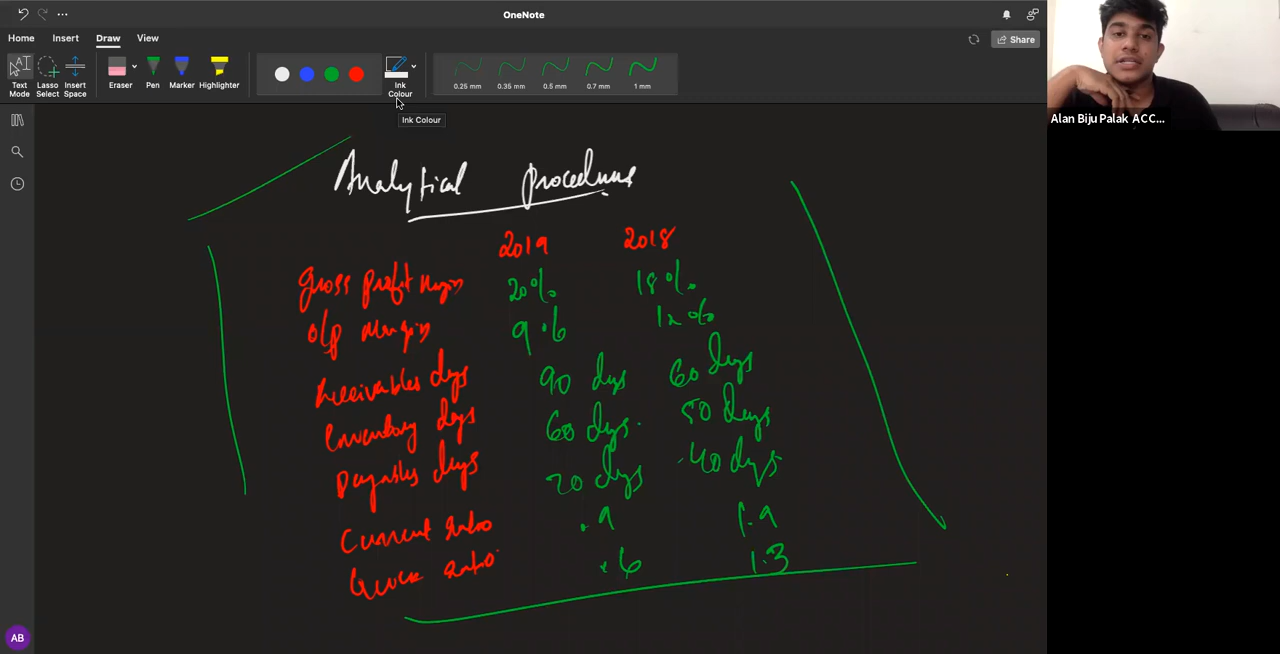 OneNote
Home Insert Draw View
Share
Text Mode
Lasso Select
Insert Space
Eraser
Pen
Marker
Highlighter
Ink Colour
0.25 mm
0.35 mm
0.5 mm
0.7 mm
1 mm
Ink Colour
Alan Biju Palak ACC...
Analytical procedures
2019 2018
Gross profit Margin 20% 18%.
O/p Margin 9% 12%
Receivables days 90 days 60 days
Inventory days 60 days. 50 days
Payables days 20 days 40 days
Current ratio .9 1.9
Quick ratio .6 1.3
AB